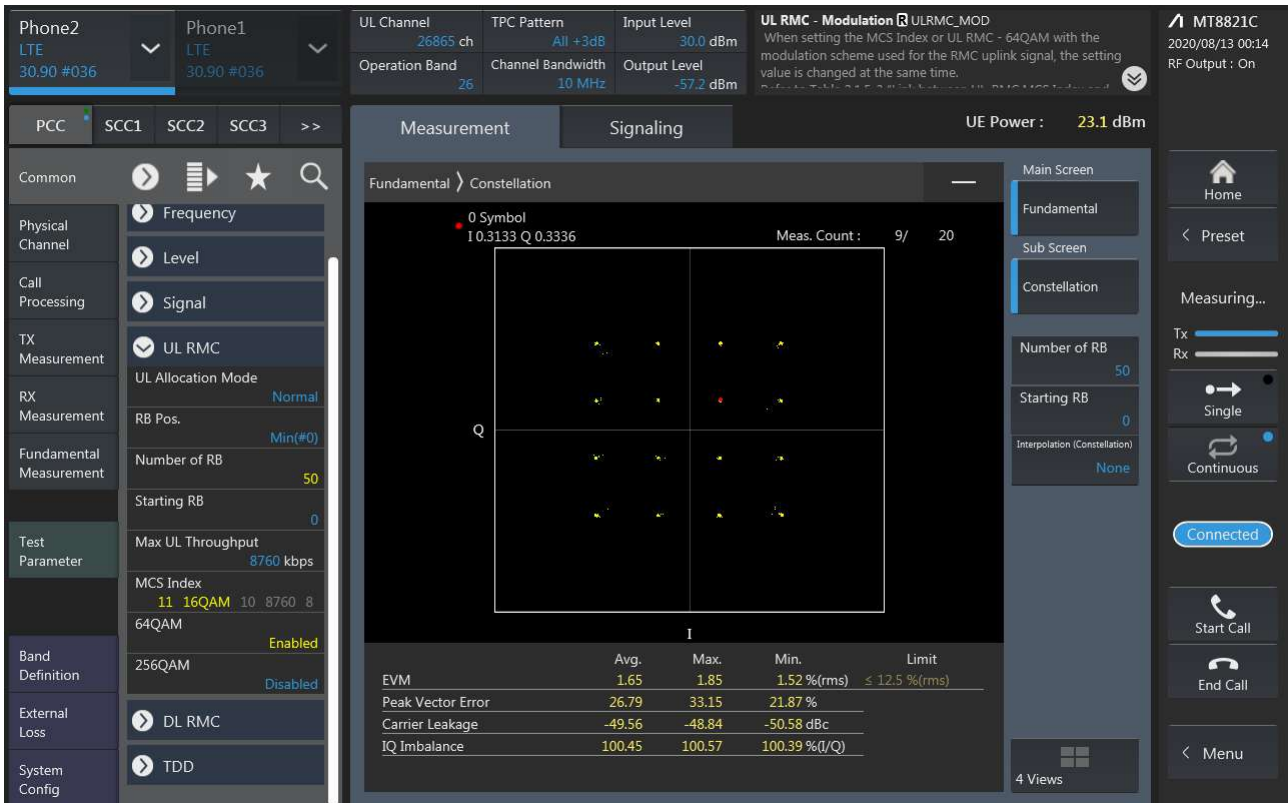 Phone2
LTE
30.90 #036
Phone1
LTE
30.90 #036
UL Channel
26865 ch
TPC Pattern
All +3dB
Input Level
30.0 dBm
Operation Band
26
Channel Bandwidth
10 MHz
Output Level
-57.2 dBm
UL RMC - Modulation R ULRMC_MOD
When setting the MCS Index or UL RMC - 64QAM with the
modulation scheme used for the RMC uplink signal, the setting
value is changed at the same time.
MT8821C
2020/08/13 00:14
RF Output : On
PCC SCC1 SCC2 SCC3 >>
Measurement Signaling
UE Power : 23.1 dBm
Common
Physical
Channel
Call
Processing
TX
Measurement
RX
Measurement
Fundamental
Measurement
Test
Parameter
Band
Definition
External
Loss
System
Config
Frequency
Level
Signal
UL RMC
UL Allocation Mode
Normal
RB Pos.
Min(#0)
Number of RB
50
Starting RB
0
Max UL Throughput
8760 kbps
MCS Index
11 16QAM 10 8760 8
64QAM
Enabled
256QAM
Disabled
DL RMC
TDD
Fundamental 〉 Constellation
0 Symbol
I 0.3133 Q 0.3336
Meas. Count : 9/ 20
Q
I
Avg. Max. Min. Limit
EVM 1.65 1.85 1.52 %(rms) ≤ 12.5 %(rms)
Peak Vector Error 26.79 33.15 21.87 %
Carrier Leakage -49.56 -48.84 -50.58 dBc
IQ Imbalance 100.45 100.57 100.39 %(I/Q)
Main Screen
Fundamental
Sub Screen
Constellation
Number of RB
50
Starting RB
0
Interpolation (Constellation)
None
4 Views
Home
< Preset
Measuring...
Tx
Rx
Single
Continuous
Connected
Start Call
End Call
< Menu